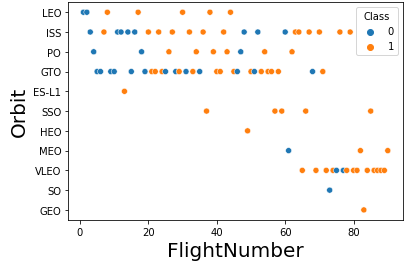 LEO
ISS
PO
GTO
ES-L1
SSO
HEO
MEO
VLEO
SO
GEO
Orbit
Class
0
1
0 20 40 60 80
FlightNumber